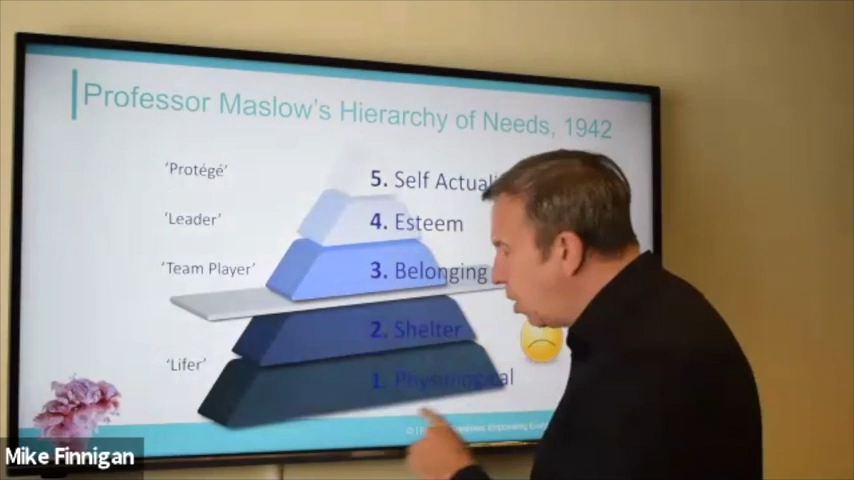 Professor Maslow's Hierarchy of Needs, 1942
'Protégé'
5. Self Actuali
'Leader'
4. Esteem
'Team Player'
3. Belonging
2. Shelter
'Lifer'
1. Physiological
Mike Finnigan